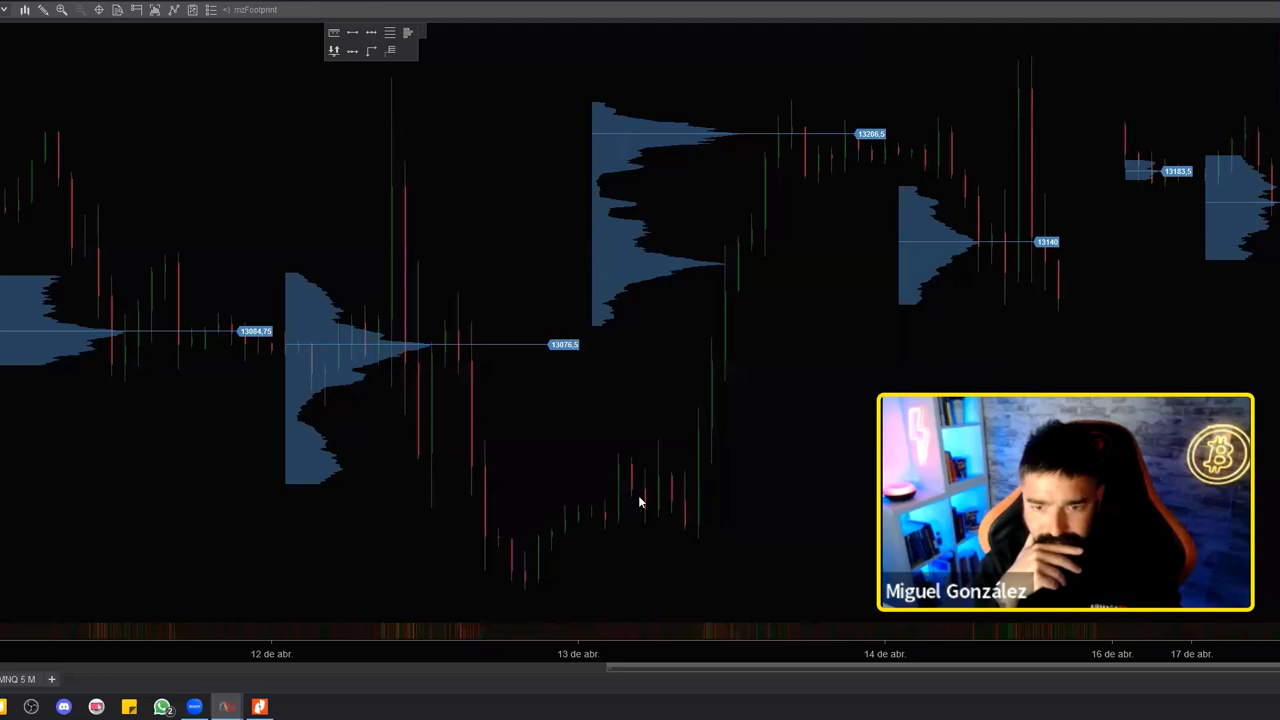 mzFootprint
13206,5
13183,5
13140
13084,75
13076,5
Miguel González
12 de abr.
13 de abr.
14 de abr.
16 de abr.
17 de abr.
MNQ 5 M
+
2